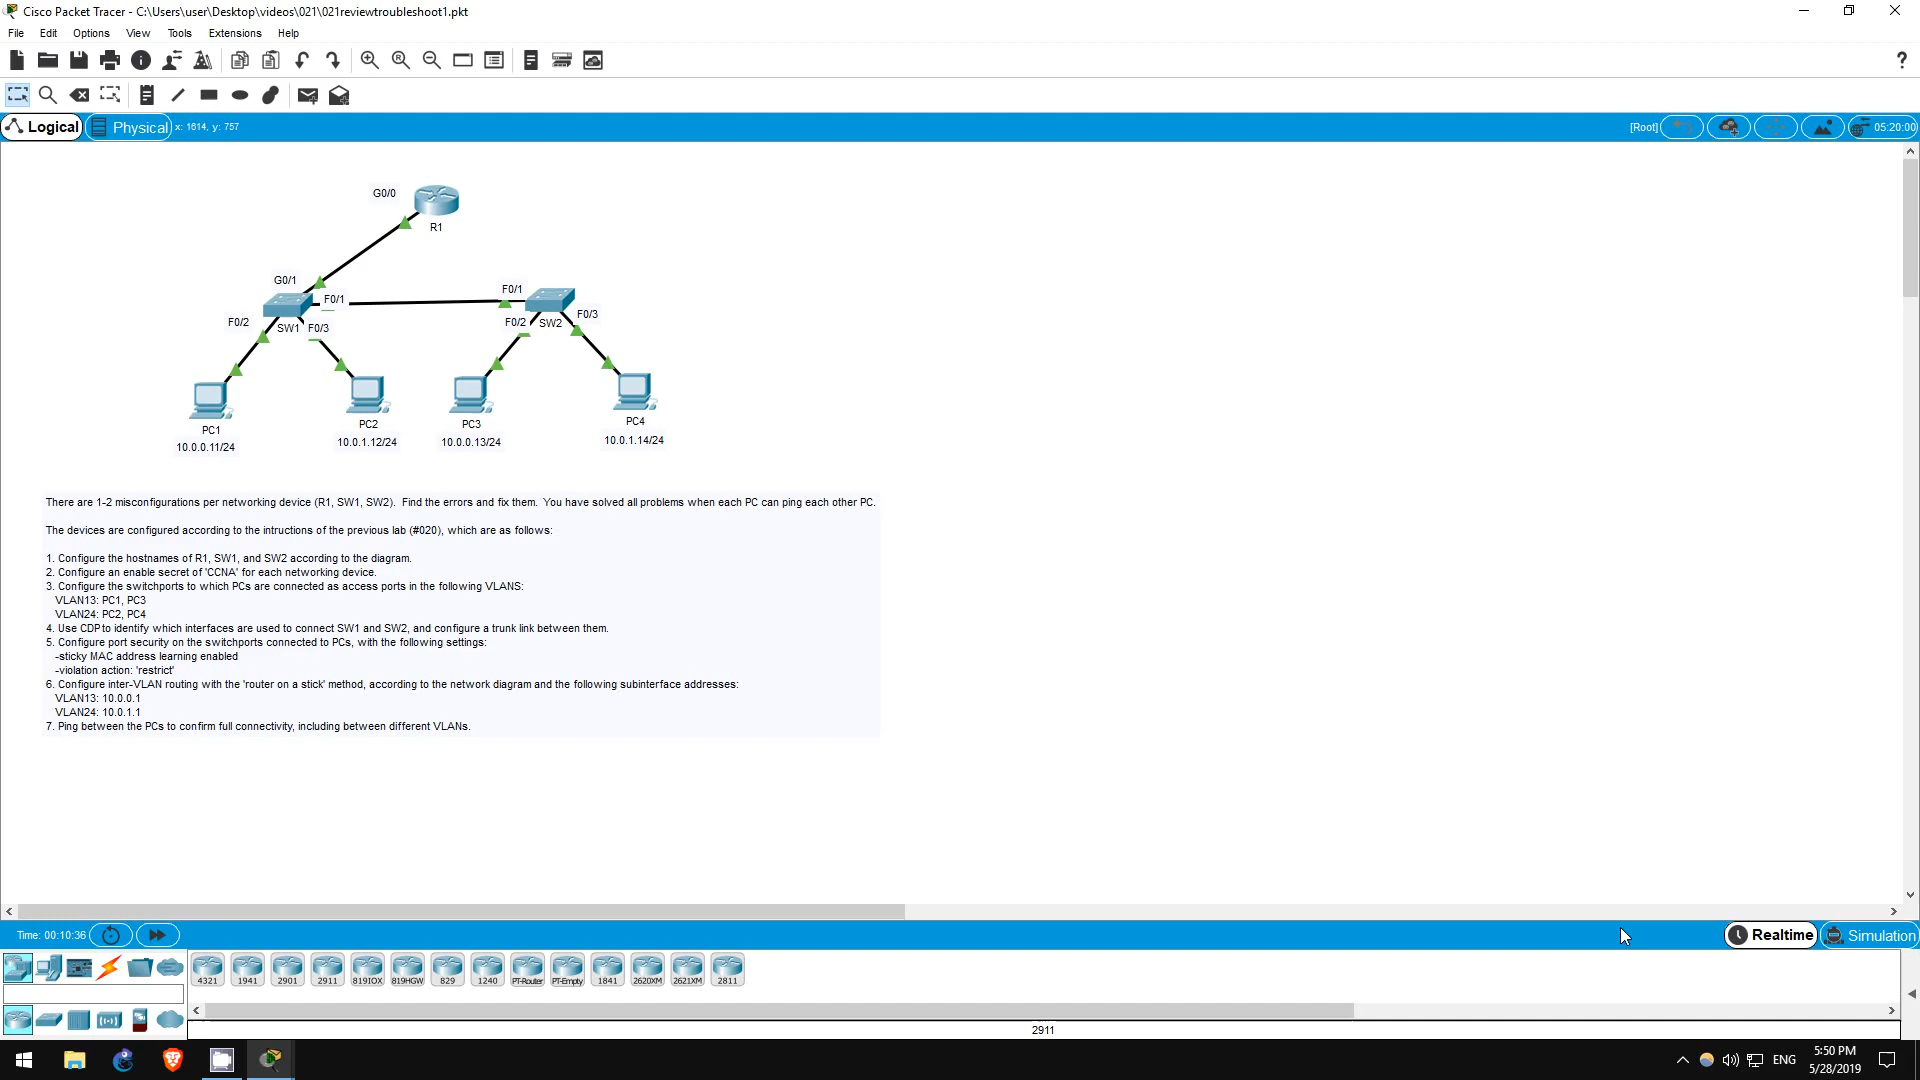 Cisco Packet Tracer - C:\Users\user\Desktop\videos\021\021reviewtroubleshoot1.pkt
File Edit Options View Tools Extensions Help
Logical Physical x: 1614, y: 757 [Root] 05:20:00
G0/0
R1
G0/1
F0/1
F0/1
F0/2
SW1
F0/3
F0/2
SW2
F0/3
PC1
10.0.0.11/24
PC2
10.0.1.12/24
PC3
10.0.0.13/24
PC4
10.0.1.14/24
There are 1-2 misconfigurations per networking device (R1, SW1, SW2). Find the errors and fix them. You have solved all problems when each PC can ping each other PC.
The devices are configured according to the intructions of the previous lab (#020), which are as follows:
1. Configure the hostnames of R1, SW1, and SW2 according to the diagram.
2. Configure an enable secret of 'CCNA' for each networking device.
3. Configure the switchports to which PCs are connected as access ports in the following VLANS:
VLAN13: PC1, PC3
VLAN24: PC2, PC4
4. Use CDP to identify which interfaces are used to connect SW1 and SW2, and configure a trunk link between them.
5. Configure port security on the switchports connected to PCs, with the following settings:
-sticky MAC address learning enabled
-violation action: 'restrict'
6. Configure inter-VLAN routing with the 'router on a stick' method, according to the network diagram and the following subinterface addresses:
VLAN13: 10.0.0.1
VLAN24: 10.0.1.1
7. Ping between the PCs to confirm full connectivity, including between different VLANs.
Time: 00:10:36 Realtime Simulation
4321 1941 2901 2911 819IOX 819HGW 829 1240 PT-Router PT-Empty 1841 2620XM 2621XM 2811
2911
ENG
5:50 PM
5/28/2019